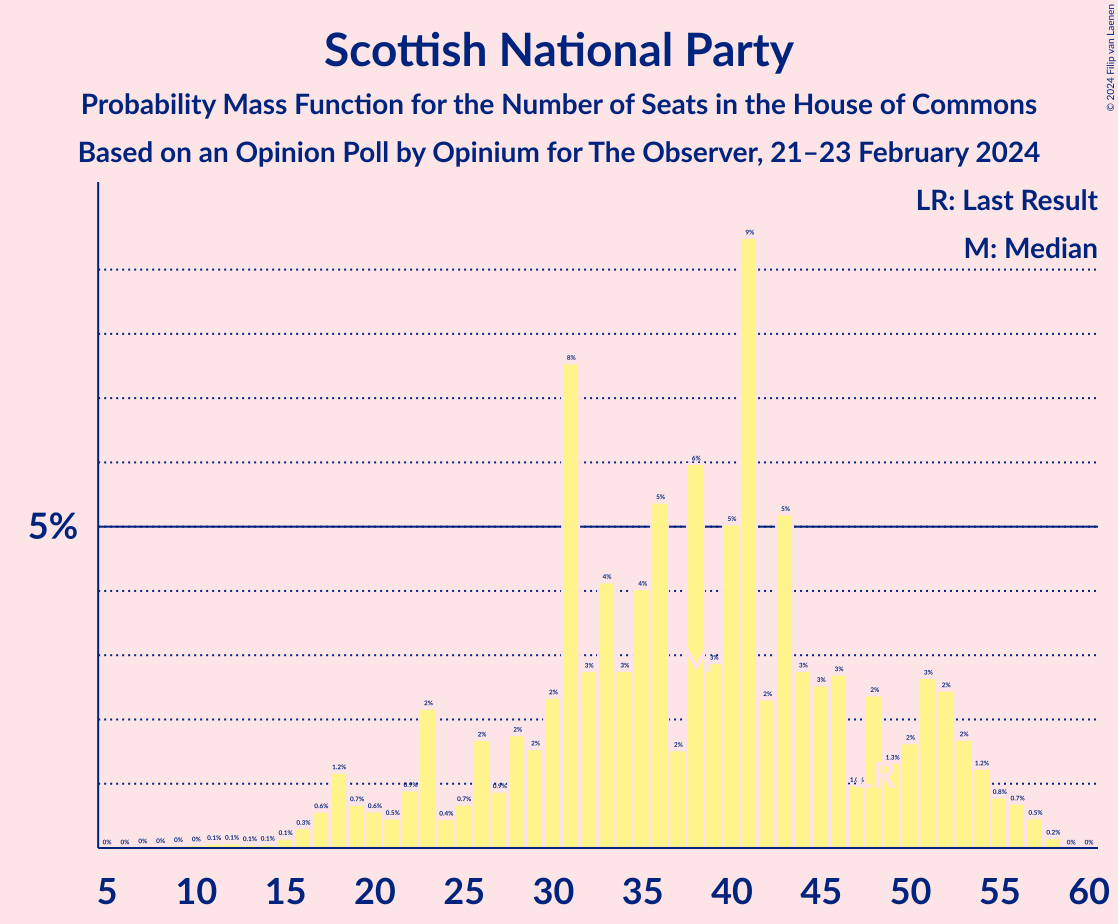 Scottish National Party
Probability Mass Function for the Number of Seats in the House of Commons
Based on an Opinion Poll by Opinium for The Observer, 21–23 February 2024
© 2024 Filip van Laenen
LR: Last Result
M: Median
5%
0% 0% 0% 0% 0% 0% 0.1% 0.1% 0.1% 0.1% 0.1% 0.3% 0.6% 1.2% 0.7% 0.6% 0.5% 0.9% 2% 0.4% 0.7% 2% 0.9% 2% 2% 2% 8% 3% 4% 3% 4% 5% 2% 6% 3% 5% 9% 2% 5% 3% 3% 3% 2% 1.3% 2% 3% 2% 2% 1.2% 0.8% 0.7% 0.5% 0.2% 0% 0%
M
LR
5 10 15 20 25 30 35 40 45 50 55 60